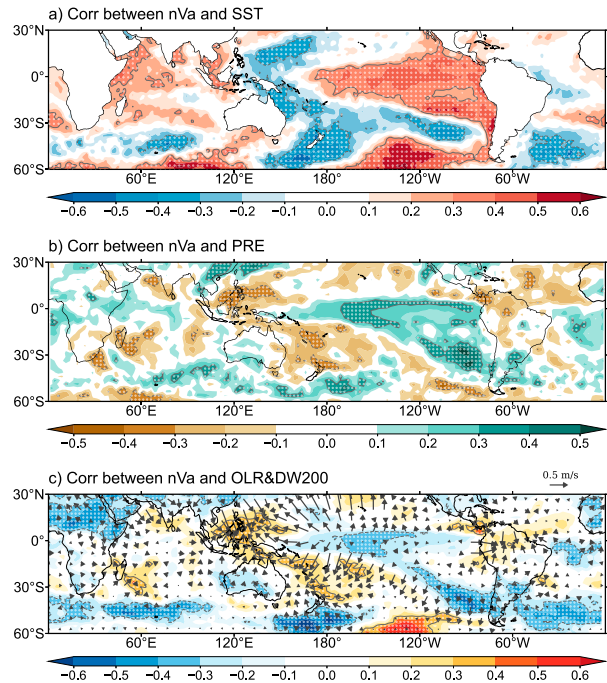 a) Corr between nVa and SST
30°N
0°
30°S
60°S
60°E 120°E 180° 120°W 60°W
−0.6 −0.5 −0.4 −0.3 −0.2 −0.1 0.0 0.1 0.2 0.3 0.4 0.5 0.6
b) Corr between nVa and PRE
30°N
0°
30°S
60°S
60°E 120°E 180° 120°W 60°W
−0.5 −0.4 −0.3 −0.2 −0.1 0.0 0.1 0.2 0.3 0.4 0.5
c) Corr between nVa and OLR&DW200 0.5 m/s
30°N
0°
30°S
60°S
60°E 120°E 180° 120°W 60°W
−0.6 −0.5 −0.4 −0.3 −0.2 −0.1 0.0 0.1 0.2 0.3 0.4 0.5 0.6